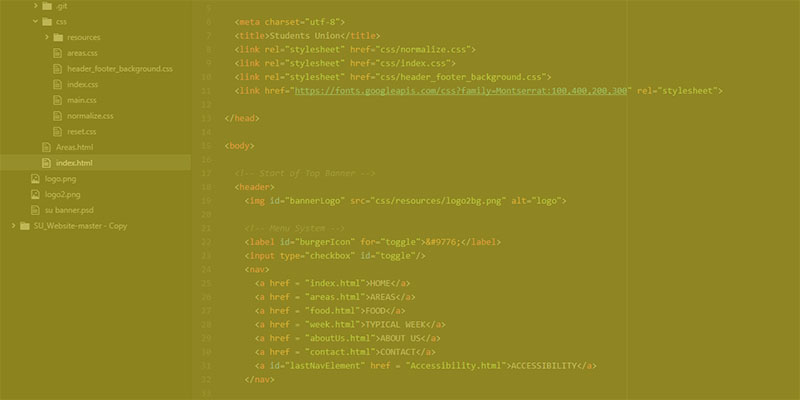 .git
css
resources
areas.css
header_footer_background.css
index.css
main.css
normalize.css
reset.css
Areas.html
index.html
logo.png
logo2.png
su banner.psd
SU_Website-master - Copy
5
6 <meta charset="utf-8">
7 <title>Students Union</title>
8 <link rel="stylesheet" href="css/normalize.css">
9 <link rel="stylesheet" href="css/index.css">
10 <link rel="stylesheet" href="css/header_footer_background.css">
11 <link href="https://fonts.googleapis.com/css?family=Montserrat:100,400,200,300" rel="stylesheet">
12
13 </head>
14
15 <body>
16
17 <!-- Start of Top Banner -->
18 <header>
19 <img id="bannerLogo" src="css/resources/logo2bg.png" alt="logo">
20
21 <!-- Menu System -->
22 <label id="burgerIcon" for="toggle">&#9776;</label>
23 <input type="checkbox" id="toggle"/>
24 <nav>
25 <a href = "index.html">HOME</a>
26 <a href = "areas.html">AREAS</a>
27 <a href = "food.html">FOOD</a>
28 <a href = "week.html">TYPICAL WEEK</a>
29 <a href = "aboutUs.html">ABOUT US</a>
30 <a href = "contact.html">CONTACT</a>
31 <a id="lastNavElement" href = "Accessibility.html">ACCESSIBILITY</a>
32 </nav>
33